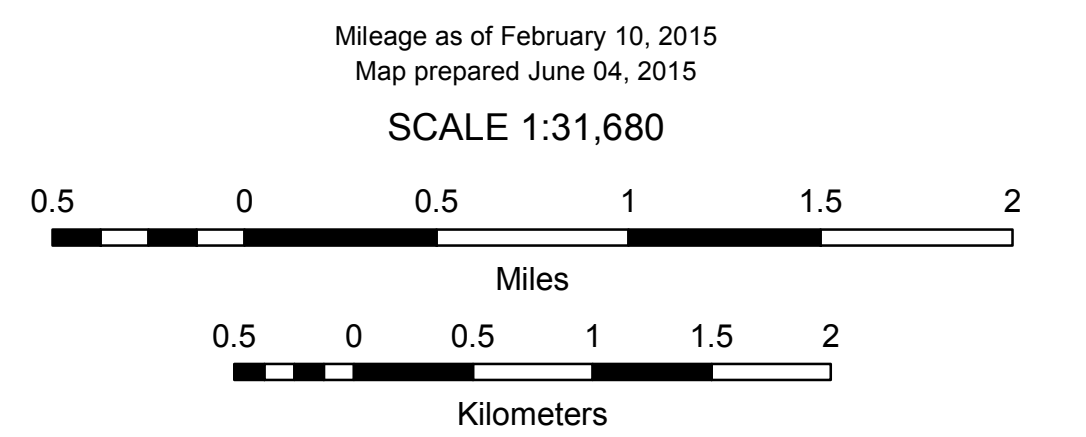 Mileage as of February 10, 2015
Map prepared June 04, 2015
SCALE 1:31,680
0.5 0 0.5 1 1.5 2
Miles
0.5 0 0.5 1 1.5 2
Kilometers